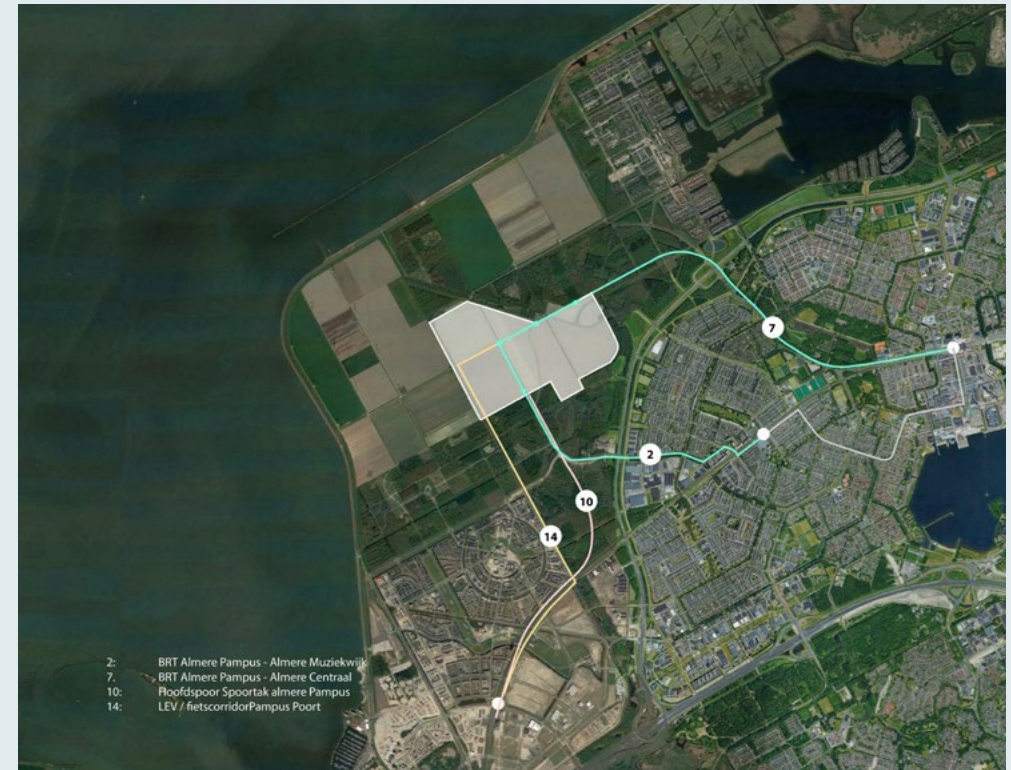 7
2
10
14
2: BRT Almere Pampus - Almere Muziekwijk
7. BRT Almere Pampus - Almere Centraal
10: Hoofdspoor Spoortak almere Pampus
14: LEV / fietscorridorPampus Poort